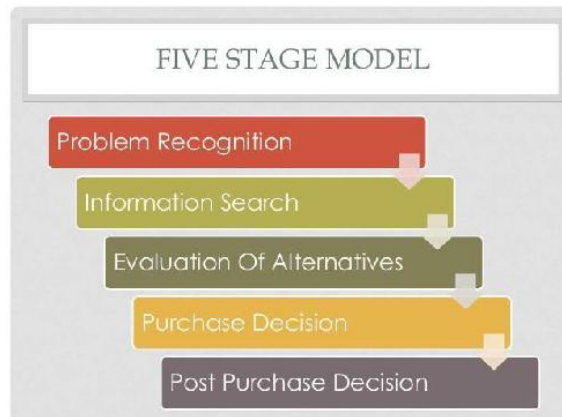 FIVE STAGE MODEL
Problem Recognition
Information Search
Evaluation Of Alternatives
Purchase Decision
Post Purchase Decision